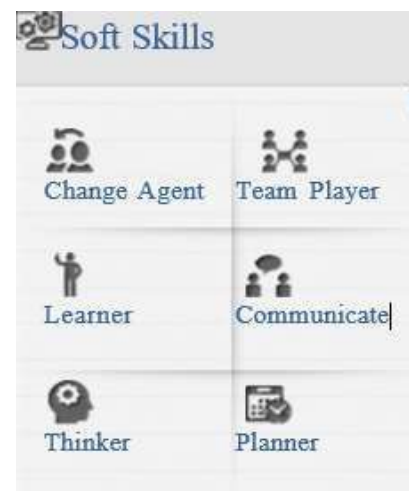 Soft Skills
Change Agent Team Player
Learner Communicate
Thinker Planner